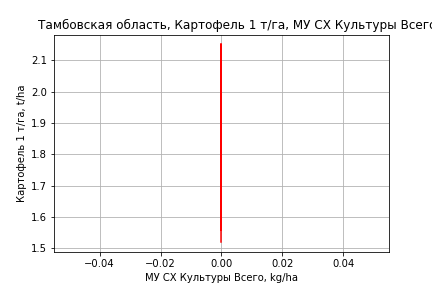 Тамбовская область, Картофель 1 т/га, МУ СХ Культуры Всего
2.1
2.0
1.9
1.8
1.7
1.6
1.5
Картофель 1 т/га, t/ha
−0.04 −0.02 0.00 0.02 0.04
МУ СХ Культуры Всего, kg/ha